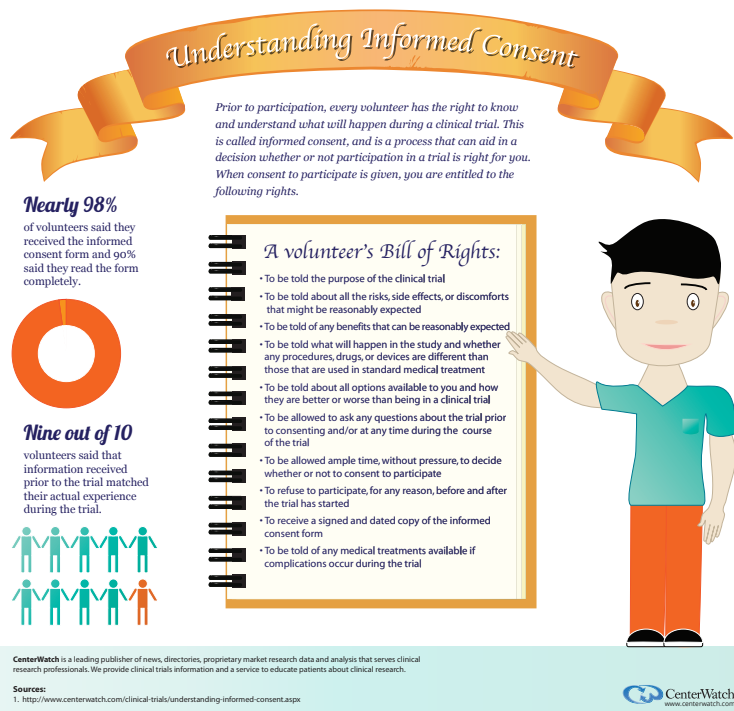 Understanding Informed Consent
Prior to participation, every volunteer has the right to know
and understand what will happen during a clinical trial. This
is called informed consent, and is a process that can aid in a
decision whether or not participation in a trial is right for you.
When consent to participate is given, you are entitled to the
following rights.
Nearly 98%
of volunteers said they
received the informed
consent form and 90%
said they read the form
completely.
Nine out of 10
volunteers said that
information received
prior to the trial matched
their actual experience
during the trial.
A volunteer's Bill of Rights:
• To be told the purpose of the clinical trial
• To be told about all the risks, side effects, or discomforts
that might be reasonably expected
• To be told of any benefits that can be reasonably expected
• To be told what will happen in the study and whether
any procedures, drugs, or devices are different than
those that are used in standard medical treatment
• To be told about all options available to you and how
they are better or worse than being in a clinical trial
• To be allowed to ask any questions about the trial prior
to consenting and/or at any time during the course
of the trial
• To be allowed ample time, without pressure, to decide
whether or not to consent to participate
• To refuse to participate, for any reason, before and after
the trial has started
• To receive a signed and dated copy of the informed
consent form
• To be told of any medical treatments available if
complications occur during the trial
CenterWatch is a leading publisher of news, directories, proprietary market research data and analysis that serves clinical
research professionals. We provide clinical trials information and a service to educate patients about clinical research.
Sources:
1. http://www.centerwatch.com/clinical-trials/understanding-informed-consent.aspx
CenterWatch
www.centerwatch.com